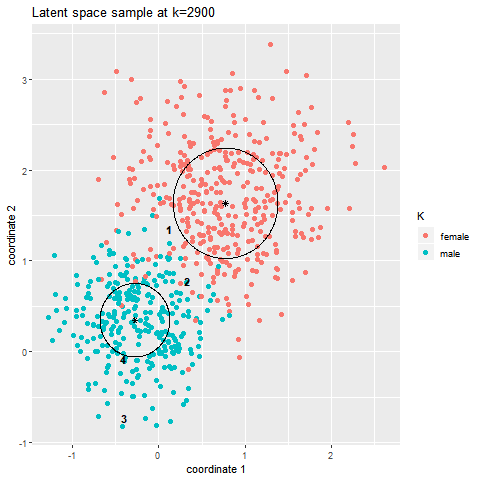 Latent space sample at k=2900
3
2
1
0
-1
coordinate 2
1
2
4
3
-1
0
1
2
coordinate 1
K
female
male